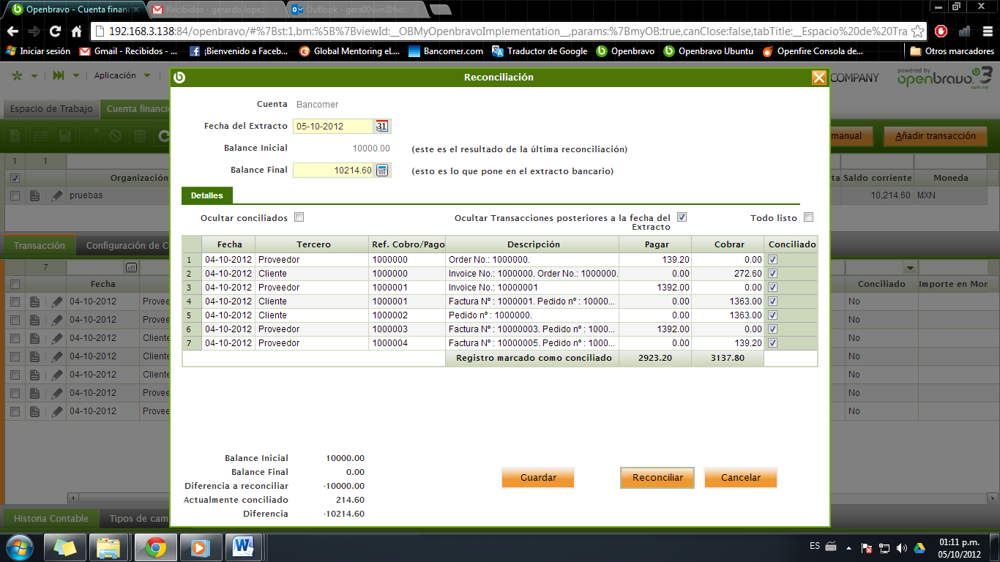 Openbravo - Cuenta finan
Recibidos - gerardo.lopez
Outlook - gera00win@hot
192.168.3.138:84/openbravo/#%7Bst:1,bm:%5B%7BviewId:__OBMyOpenbravoImplementation__,params:%7BmyOB:true,canClose:false,tabTitle:__Espacio%20de%20Tra
Iniciar sesión
Gmail - Recibidos - ...
¡Bienvenido a Faceb...
Global Mentoring eL...
Bancomer.com
Traductor de Google
Openbravo
Openbravo Ubuntu
Openfire Consola de...
Otros marcadores
Aplicación
COMPANY
powered by
openbravo 3
agile erp
Espacio de Trabajo
Cuenta financi
manual
Añadir transacción
1 1
Organización
ta Saldo corriente Moneda
pruebas
10,214.60 MXN
Transacción
Configuración de C
7
Fecha
Conciliado
Importe en Mon
04-10-2012 Provee No
04-10-2012 Provee No
04-10-2012 Cliente No
04-10-2012 Cliente No
04-10-2012 Cliente No
04-10-2012 Provee No
04-10-2012 Provee No
Historia Contable
Tipos de cam
Reconciliación
Cuenta Bancomer
Fecha del Extracto 05-10-2012 31
Balance Inicial 10000.00 (este es el resultado de la última reconciliación)
Balance Final 10214.60 (esto es lo que pone en el extracto bancario)
Detalles
Ocultar conciliados
Ocultar Transacciones posteriores a la fecha del
Extracto
Todo listo
Fecha Tercero Ref. Cobro/Pago Descripción Pagar Cobrar Conciliado
1 04-10-2012 Proveedor 1000000 Order No.: 1000000. 139.20 0.00
2 04-10-2012 Cliente 1000000 Invoice No.: 1000000. Order No.: 1000000. 0.00 272.60
3 04-10-2012 Proveedor 1000001 Invoice No.: 10000001 1392.00 0.00
4 04-10-2012 Cliente 1000001 Factura Nº : 1000001. Pedido nº : 10000... 0.00 1363.00
5 04-10-2012 Cliente 1000002 Pedido nº : 1000000. 0.00 1363.00
6 04-10-2012 Proveedor 1000003 Factura Nº : 10000003. Pedido nº : 1000... 1392.00 0.00
7 04-10-2012 Proveedor 1000004 Factura Nº : 10000005. Pedido nº : 1000... 0.00 139.20
Registro marcado como conciliado 2923.20 3137.80
Balance Inicial 10000.00
Balance Final 0.00
Diferencia a reconciliar -10000.00
Actualmente conciliado 214.60
Diferencia -10214.60
Guardar
Reconciliar
Cancelar
ES
01:11 p.m.
05/10/2012